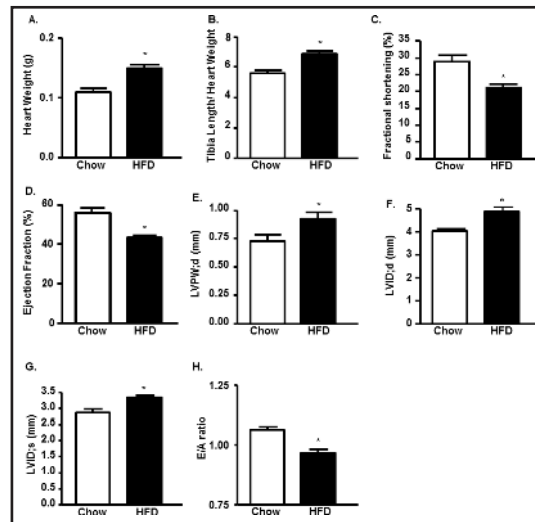 A.
Heart Weight (g)
0.2
0.1
0.0
*
Chow HFD
B.
Tibia Length/ Heart Weight
8
6
4
2
0
*
Chow HFD
C.
Fractional shortening (%)
40
35
30
25
20
15
10
5
0
*
Chow HFD
D.
Ejection Fraction (%)
60
40
20
0
*
Chow HFD
E.
LVPW;d (mm)
1.00
0.75
0.50
0.25
0.00
*
Chow HFD
F.
LVID;d (mm)
5
4
3
2
1
0
Chow HFD
G.
LVID;s (mm)
3.5
3.0
2.5
2.0
1.5
1.0
0.5
0.0
*
Chow HFD
H.
E/A ratio
1.25
1.00
0.75
*
Chow HFD